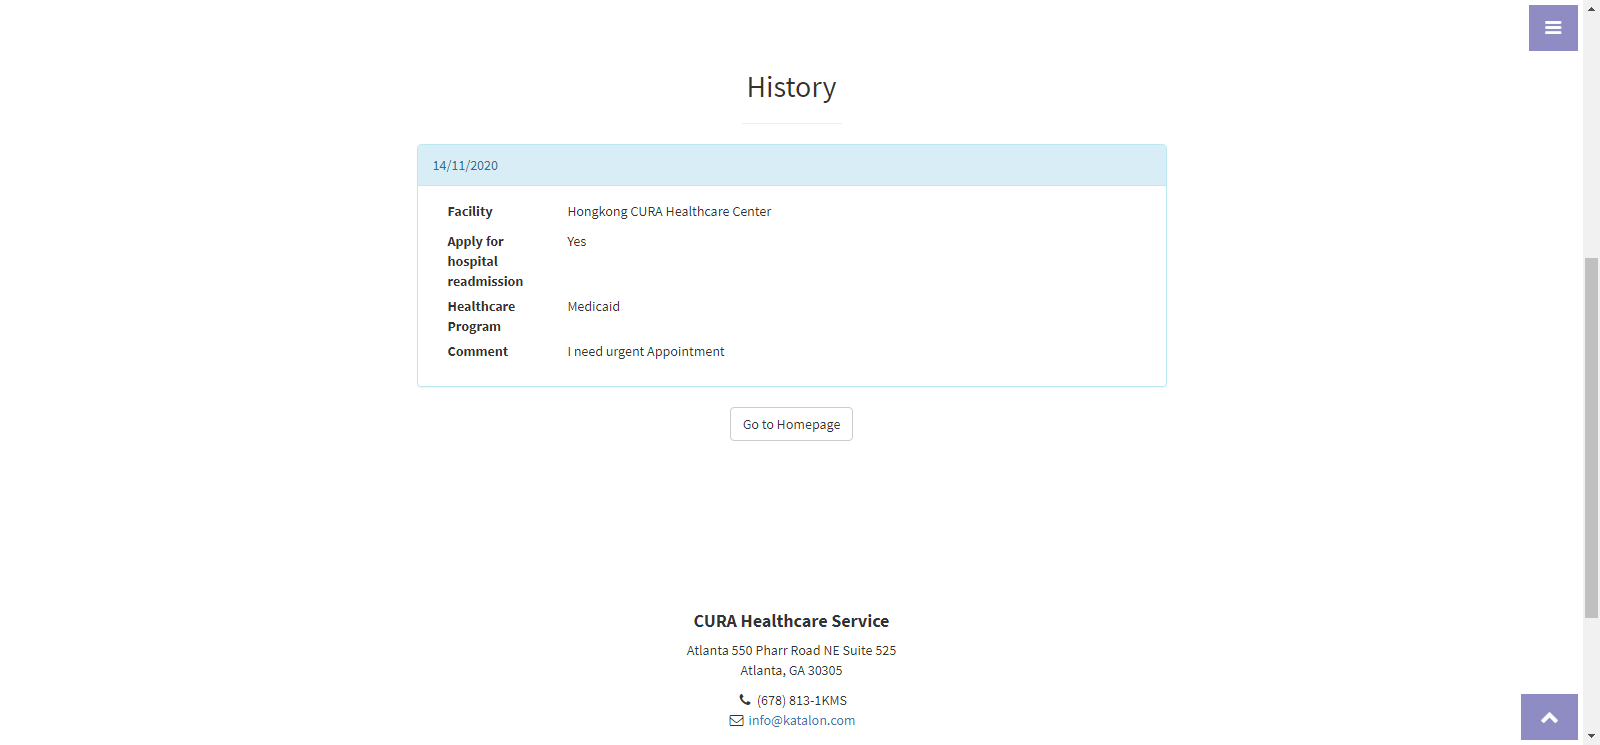 History
14/11/2020
Facility Hongkong CURA Healthcare Center
Apply for Yes
hospital
readmission
Healthcare Medicaid
Program
Comment I need urgent Appointment
Go to Homepage
CURA Healthcare Service
Atlanta 550 Pharr Road NE Suite 525
Atlanta, GA 30305
(678) 813-1KMS
info@katalon.com